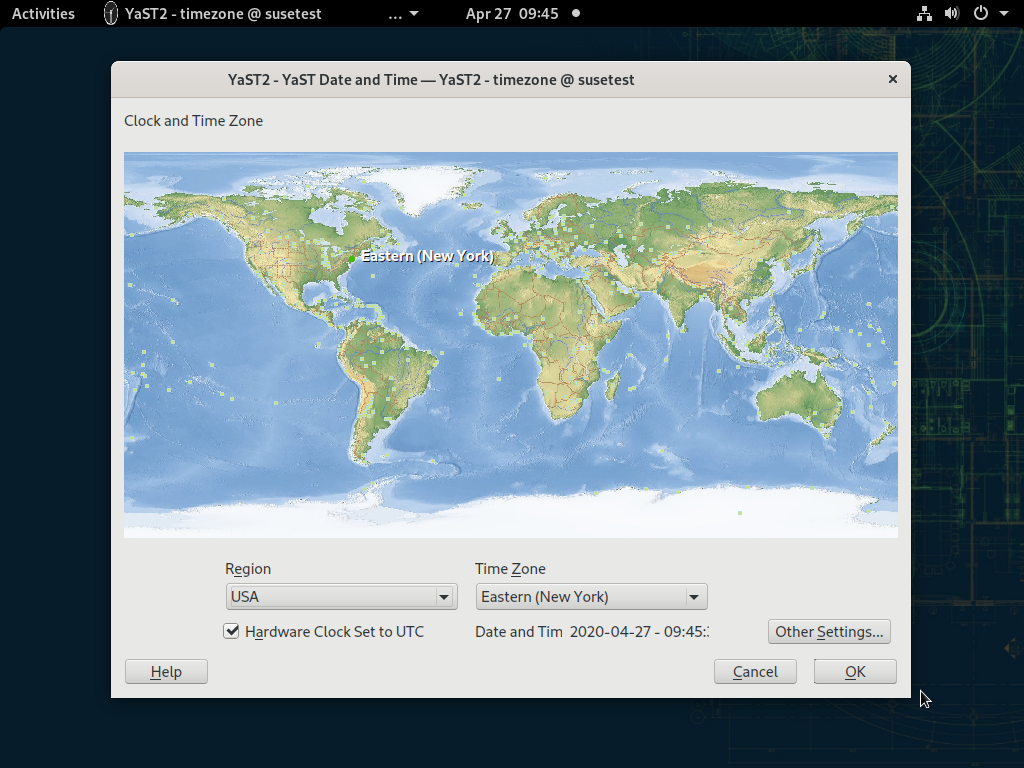 Activities YaST2 - timezone @ susetest ... Apr 27 09:45
YaST2 - YaST Date and Time — YaST2 - timezone @ susetest ×
Clock and Time Zone
Eastern (New York)
Region Time Zone
USA Eastern (New York)
Hardware Clock Set to UTC Date and Tim 2020-04-27 - 09:45: Other Settings...
Help Cancel OK